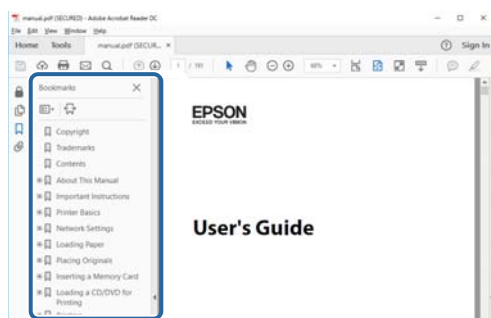 manual.pdf (SECURED) - Adobe Acrobat Reader DC
File Edit View Window Help
Home Tools manual.pdf (SECUR... ×
Sign In
Bookmarks
Copyright
Trademarks
Contents
About This Manual
Important Instructions
Printer Basics
Network Settings
Loading Paper
Placing Originals
Inserting a Memory Card
Loading a CD/DVD for
Printing
EPSON
EXCEED YOUR VISION
User's Guide